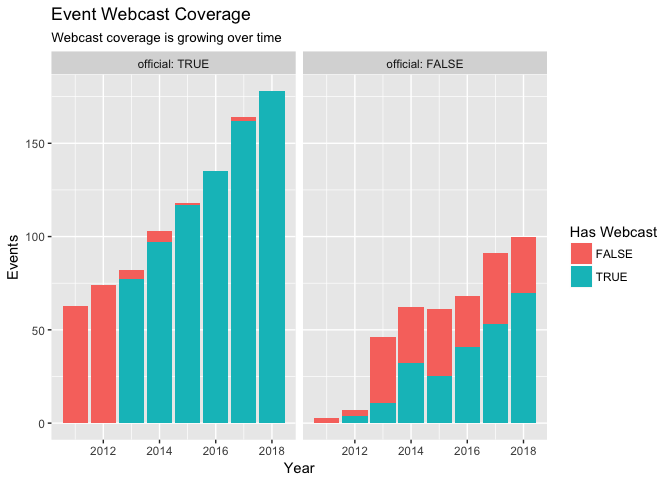 Event Webcast Coverage
Webcast coverage is growing over time
official: TRUE
official: FALSE
150
100
50
0
Events
2012 2014 2016 2018
2012 2014 2016 2018
Year
Has Webcast
FALSE
TRUE